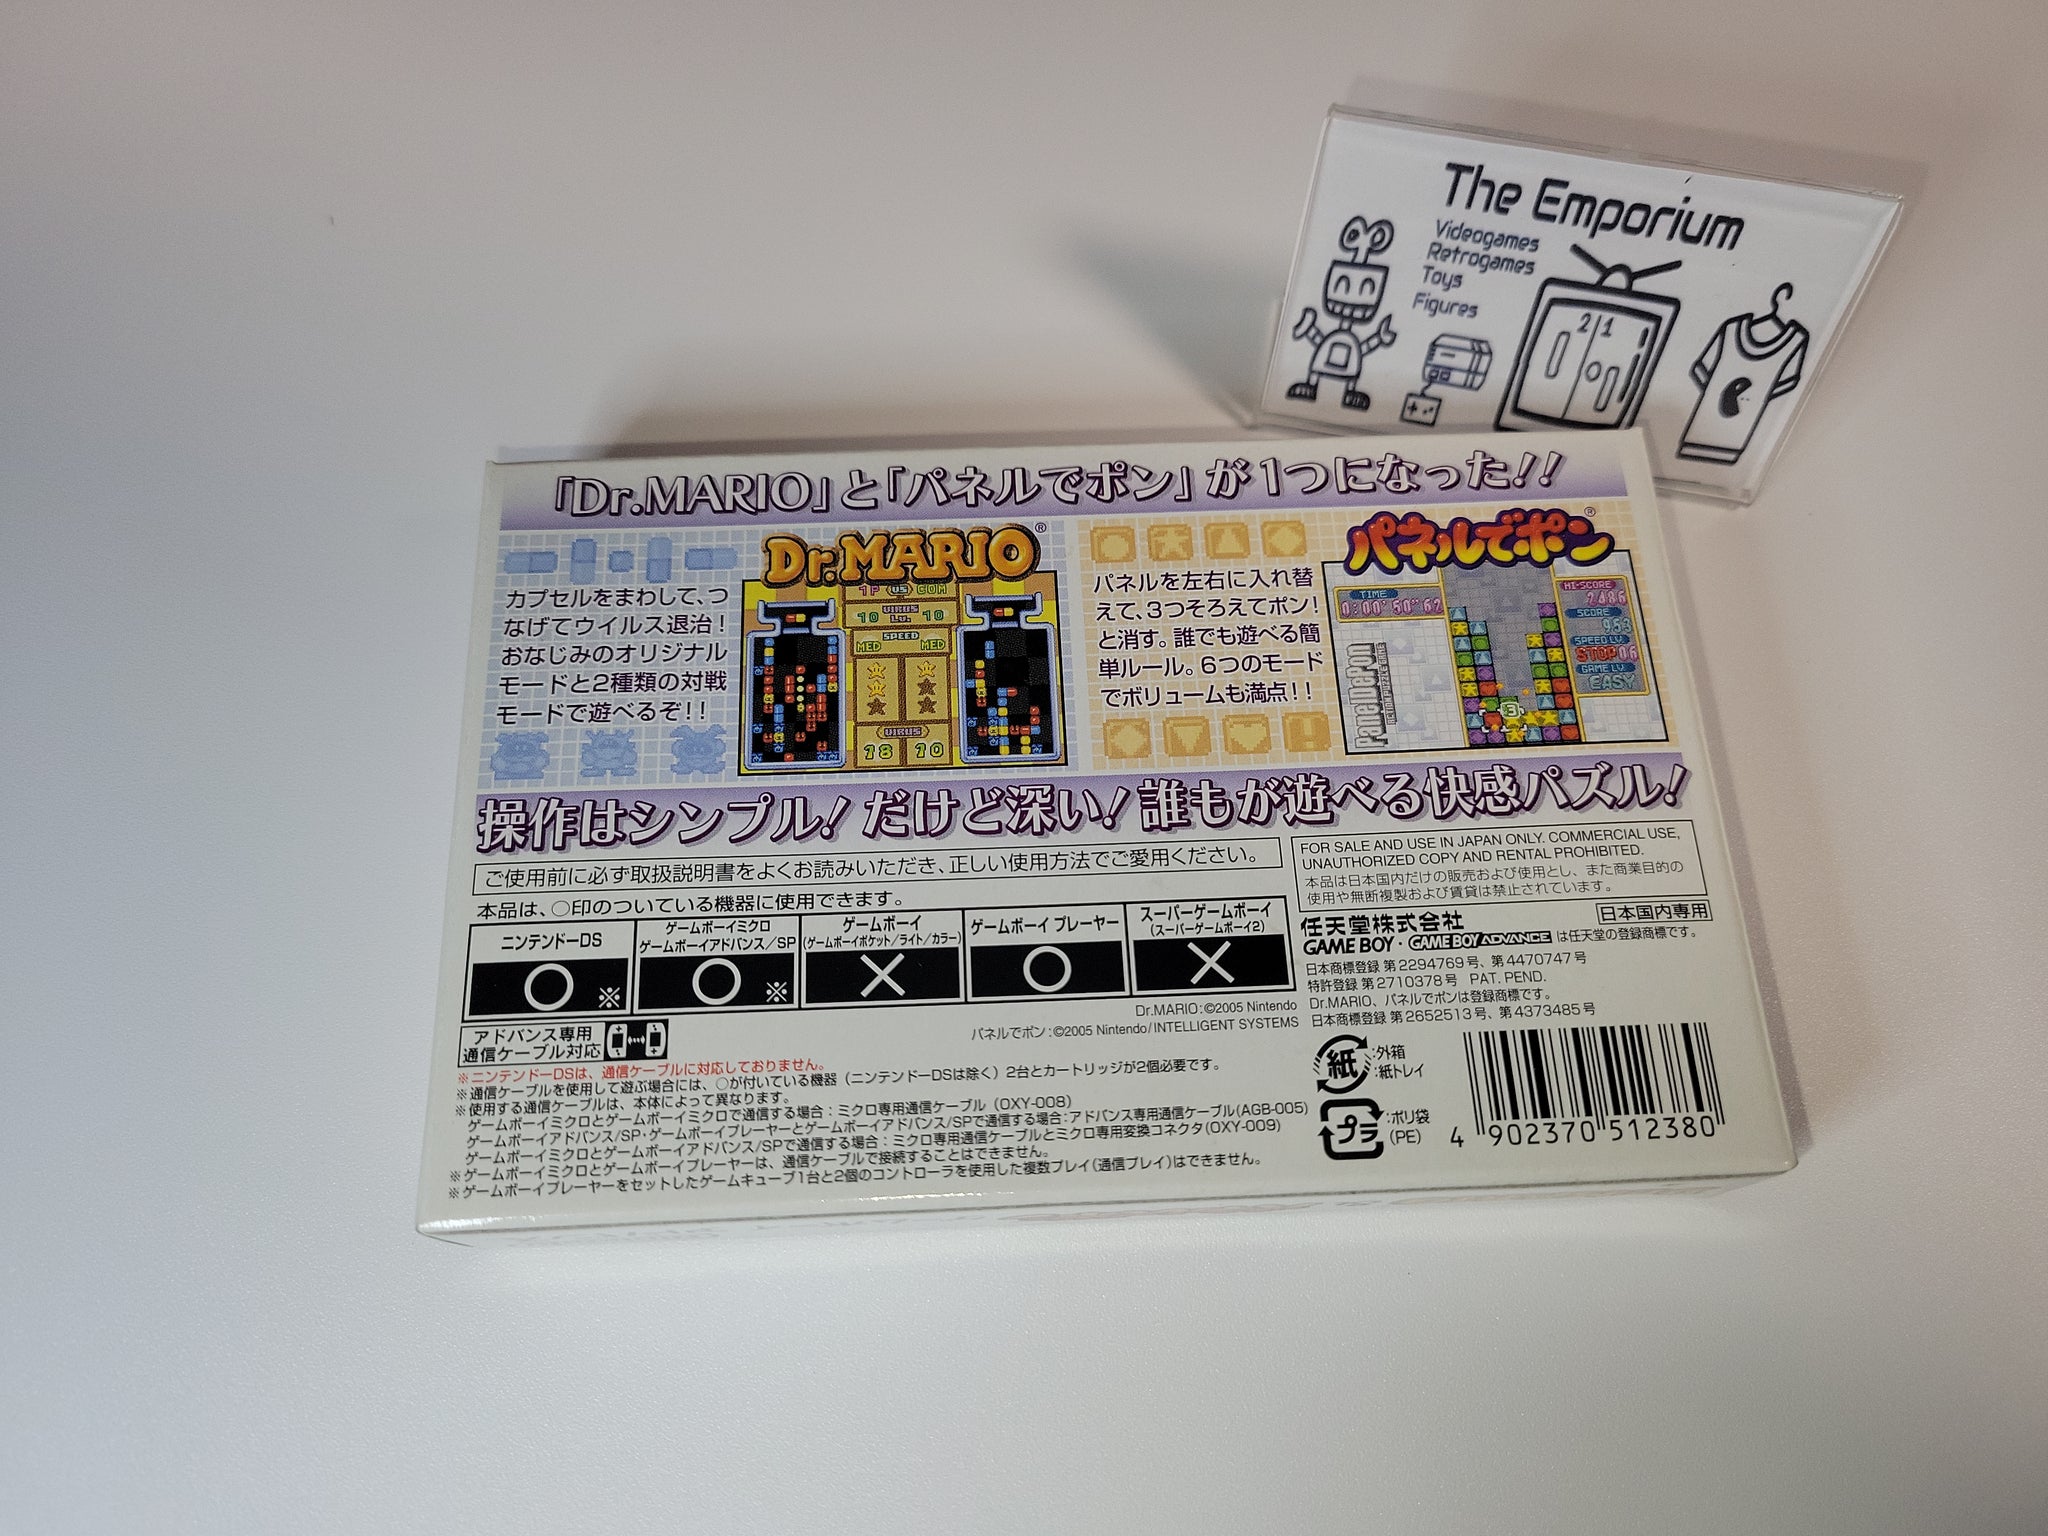 The Emporium
Videogames
Retrogames
Toys
Figures
2 1
「Dr.MARIO」と「パネルでポン」が1つになった!!
カプセルをまわして、つ
なげてウイルス退治!
おなじみのオリジナル
モードと2種類の対戦
モードで遊べるぞ!!
Dr.MARIO®
1P VS COM
VIRUS
10 Lv. 10
SPEED
MED MED
VIRUS
18 10
パネルを左右に入れ替
えて、3つそろえてポン!
と消す。誰でも遊べる簡
単ルール。6つのモード
でボリュームも満点!!
パネルでポン®
TIME
0:00'50"62
HI-SCORE
2486
SCORE
953
SPEED LV.
STOP06
GAME LV.
EASY
PanelDePon
ACTION PUZZLE GAME
操作はシンプル!だけど深い!誰もが遊べる快感パズル!
ご使用前に必ず取扱説明書をよくお読みいただき、正しい使用方法でご愛用ください。
本品は、○印のついている機器に使用できます。
ニンテンドーDS
○※
ゲームボーイミクロ
ゲームボーイアドバンス/SP
○※
ゲームボーイ
(ゲームボーイポケット/ライト/カラー)
×
ゲームボーイ プレーヤー
○
スーパーゲームボーイ
(スーパーゲームボーイ2)
×
アドバンス専用
通信ケーブル対応
Dr.MARIO:©2005 Nintendo
パネルでポン:©2005 Nintendo/INTELLIGENT SYSTEMS
※ニンテンドーDSは、通信ケーブルに対応しておりません。
※通信ケーブルを使用して遊ぶ場合には、○が付いている機器(ニンテンドーDSは除く)2台とカートリッジが2個必要です。
※使用する通信ケーブルは、本体によって異なります。
ゲームボーイミクロとゲームボーイミクロで通信する場合:ミクロ専用通信ケーブル(OXY-008)
ゲームボーイアドバンス/SP・ゲームボーイプレーヤーとゲームボーイアドバンス/SPで通信する場合:アドバンス専用通信ケーブル(AGB-005)
ゲームボーイミクロとゲームボーイアドバンス/SPで通信する場合:ミクロ専用通信ケーブルとミクロ専用変換コネクタ(OXY-009)
※ゲームボーイミクロとゲームボーイプレーヤーは、通信ケーブルで接続することはできません。
※ゲームボーイプレーヤーをセットしたゲームキューブ1台と2個のコントローラを使用した複数プレイ(通信プレイ)はできません。
FOR SALE AND USE IN JAPAN ONLY. COMMERCIAL USE,
UNAUTHORIZED COPY AND RENTAL PROHIBITED.
本品は日本国内だけの販売および使用とし、また商業目的の
使用や無断複製および賃貸は禁止されています。
任天堂株式会社
日本国内専用
GAME BOY・GAME BOY ADVANCE は任天堂の登録商標です。
日本商標登録 第2294769号、第4470747号
特許登録 第2710378号 PAT. PEND.
Dr.MARIO、パネルでポンは登録商標です。
日本商標登録 第2652513号、第4373485号
紙
:外箱
:紙トレイ
プラ
:ポリ袋
(PE)
4 902370 512380